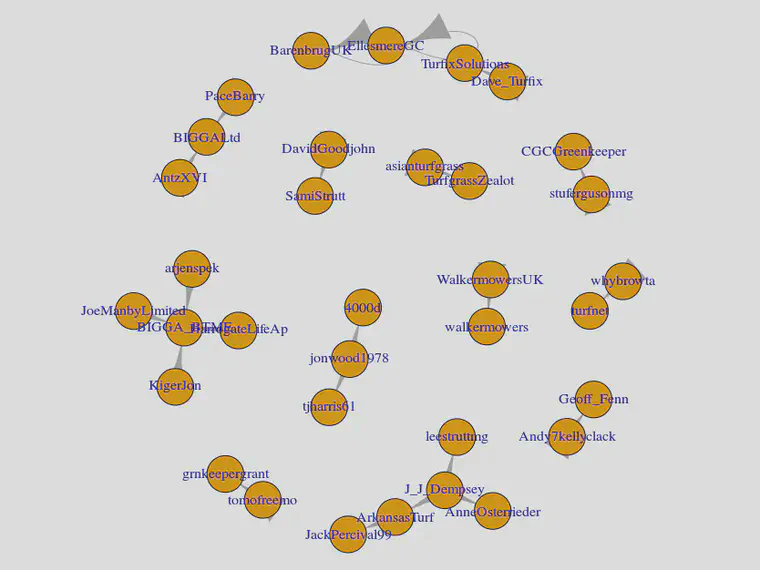 BarenbrugUK
EllesmereGC
TurfixSolutions
Dave_Turfix
PaceBarry
BIGGALtd
AntzXVI
DavidGoodjohn
SamiStrutt
asianturfgrass
TurfgrassZealot
CGCGreenkeeper
stufergusonmg
arjenspek
JoeManbyLimited
BIGGA_BTME
HarrogateLifeAp
KigerJon
4000d
jonwood1978
tjharris61
WalkermowersUK
walkermowers
whybrowta
turfnet
Geoff_Fenn
Andy7kellyclack
grnkeepergrant
tomofreemo
leestruttmg
J_J_Dempsey
AnneOsterrieder
ArkansasTurf
JackPercival99